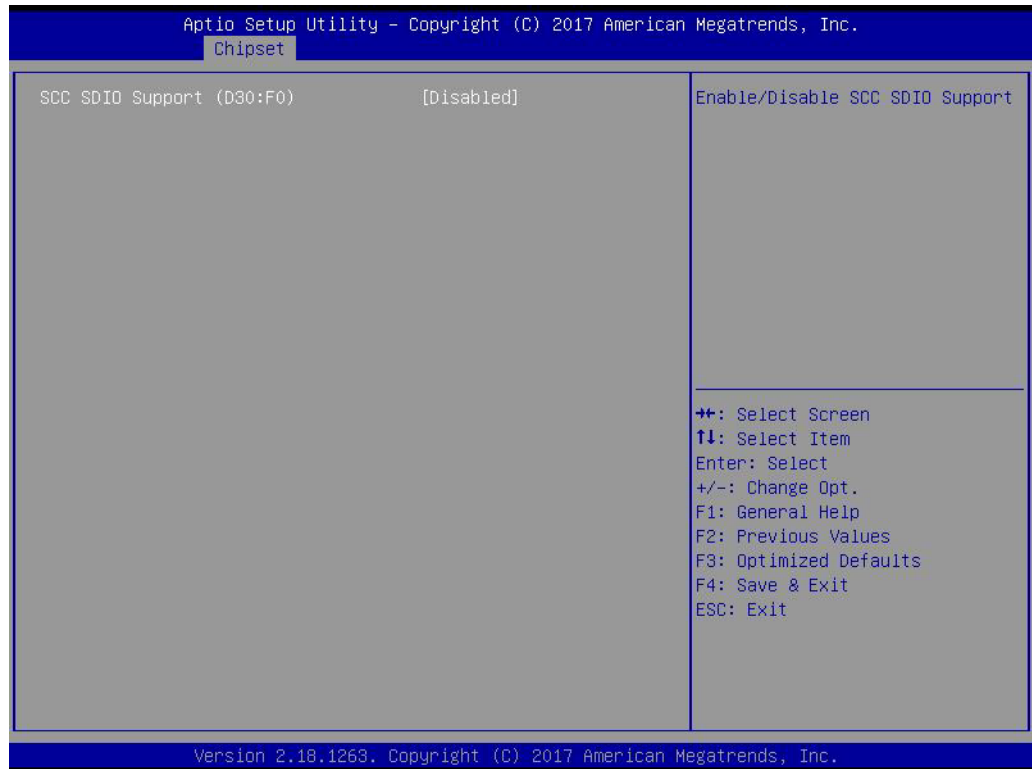 Aptio Setup Utility – Copyright (C) 2017 American Megatrends, Inc.
Chipset
SCC SDIO Support (D30:F0) [Disabled]
Enable/Disable SCC SDIO Support
→←: Select Screen
↑↓: Select Item
Enter: Select
+/-: Change Opt.
F1: General Help
F2: Previous Values
F3: Optimized Defaults
F4: Save & Exit
ESC: Exit
Version 2.18.1263. Copyright (C) 2017 American Megatrends, Inc.